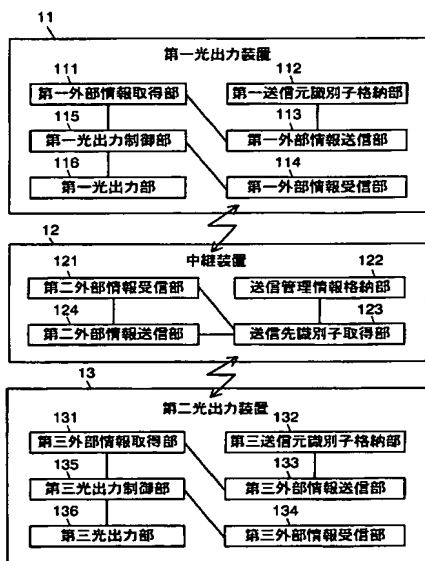 11
第一光出力装置
111
112
第一外部情報取得部
第一送信元識別子格納部
115
113
第一光出力制御部
第一外部情報送信部
116
114
第一光出力部
第一外部情報受信部
12
中継装置
121
122
第二外部情報受信部
送信管理情報格納部
124
123
第二外部情報送信部
送信先識別子取得部
13
第二光出力装置
131
132
第三外部情報取得部
第三送信元識別子格納部
135
133
第三光出力制御部
第三外部情報送信部
136
134
第三光出力部
第三外部情報受信部